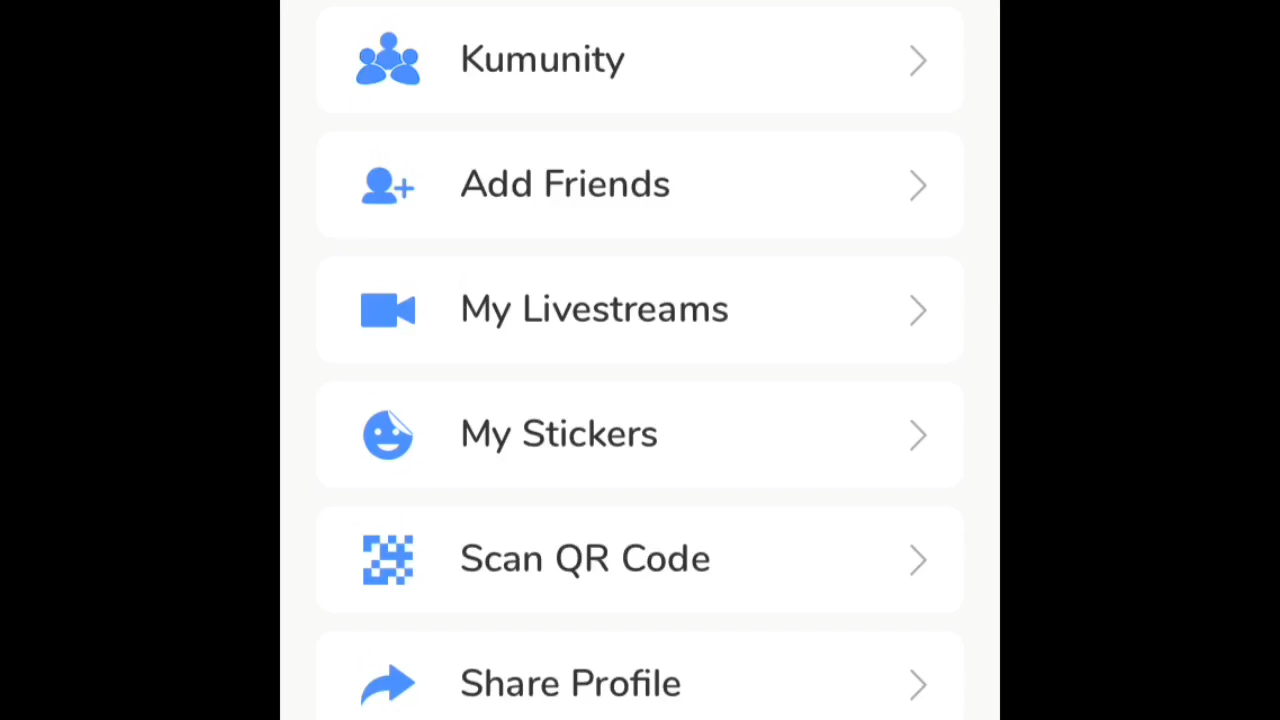 Kumunity
Add Friends
My Livestreams
My Stickers
Scan QR Code
Share Profile